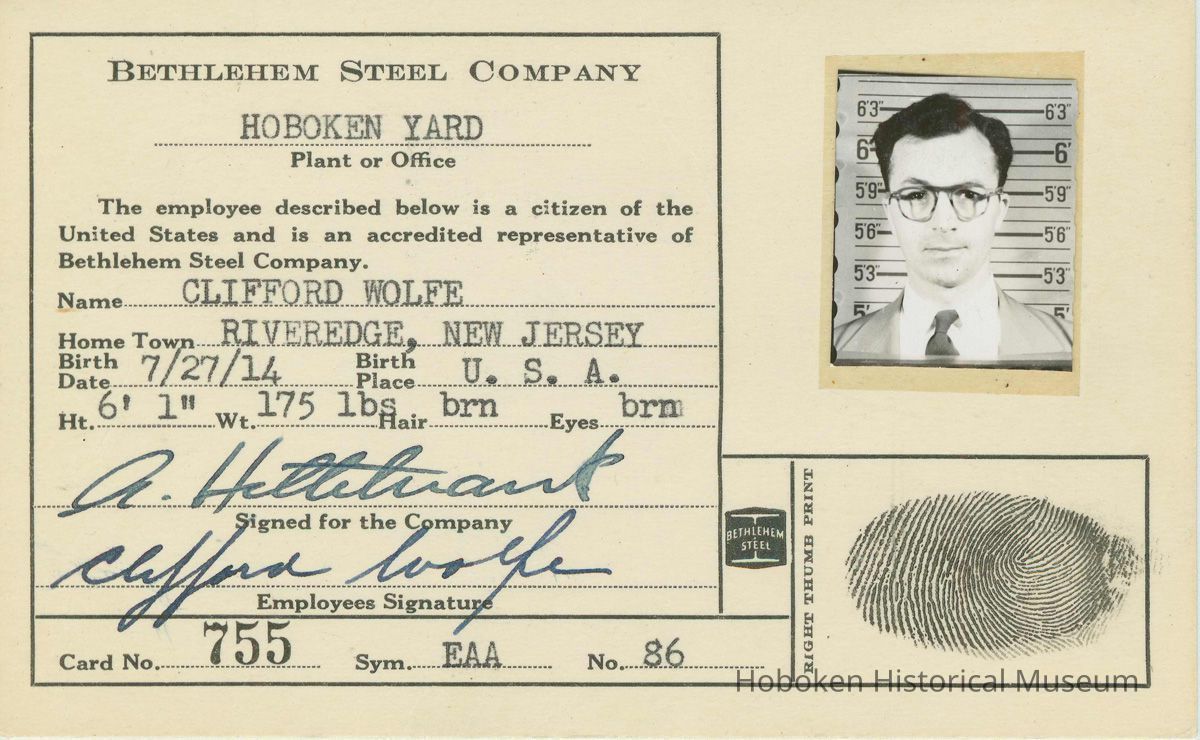 BETHLEHEM STEEL COMPANY
HOBOKEN YARD
Plant or Office
The employee described below is a citizen of the
United States and is an accredited representative of
Bethlehem Steel Company.
Name CLIFFORD WOLFE
Home Town RIVEREDGE, NEW JERSEY
Birth Date 7/27/14 Birth Place U. S. A.
Ht. 6' 1" Wt. 175 lbs Hair brn Eyes brn
A.
Signed for the Company
Clifford Wolfe
Employees Signature
Card No. 755 Sym. EAA No. 86
6'3" 6'3"
6' 6'
5'9" 5'9"
5'6" 5'6"
5'3" 5'3"
5' 5'
BETHLEHEM
STEEL
RIGHT THUMB PRINT
Hoboken Historical Museum